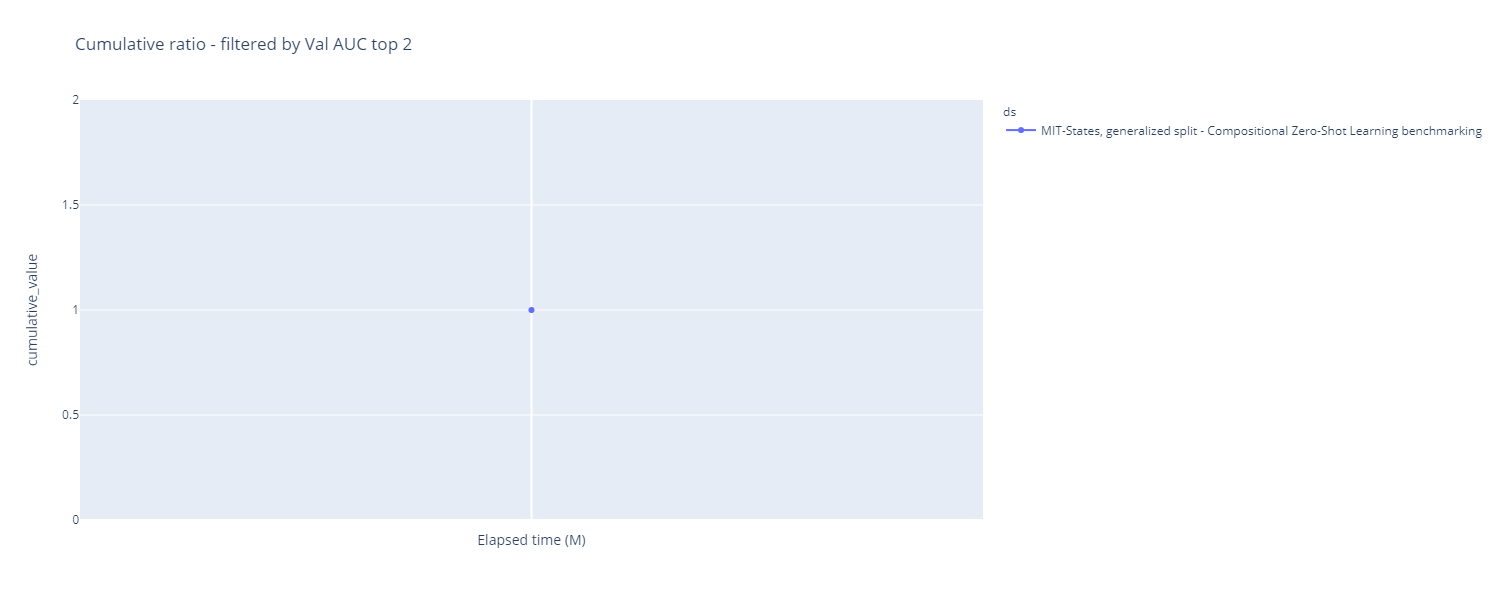 Cumulative ratio - filtered by Val AUC top 2
2
1.5
1
0.5
0
cumulative_value
Elapsed time (M)
ds
MIT-States, generalized split - Compositional Zero-Shot Learning benchmarking